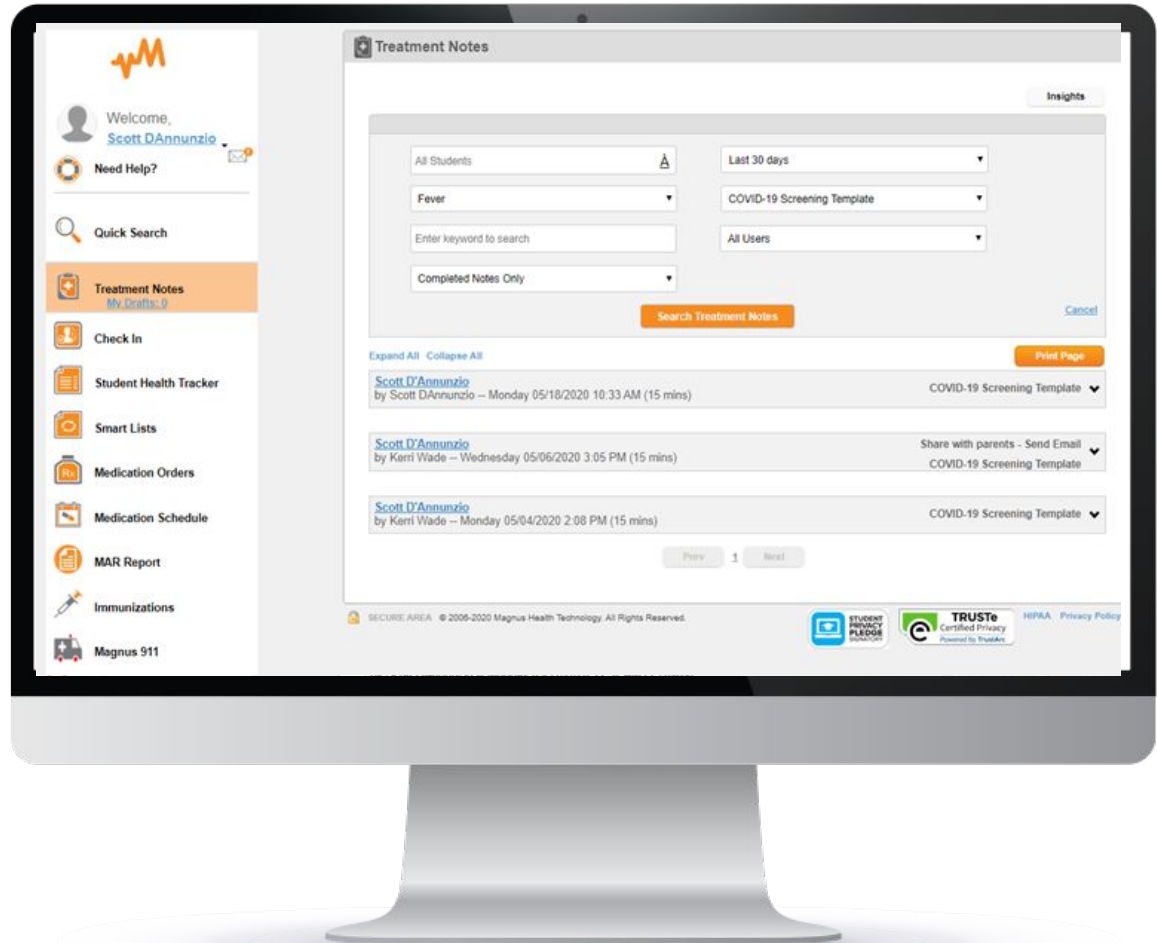 Treatment Notes
Welcome,
Scott DAnnunzio
Need Help?
Quick Search
Treatment Notes
My Drafts: 0
Check In
Student Health Tracker
Smart Lists
Medication Orders
Medication Schedule
MAR Report
Immunizations
Magnus 911
Insights
All Students
Last 30 days
Fever
COVID-19 Screening Template
Enter keyword to search
All Users
Completed Notes Only
Search Treatment Notes
Cancel
Expand All Collapse All
Print Page
Scott D'Annunzio
by Scott DAnnunzio -- Monday 05/18/2020 10:33 AM (15 mins)
COVID-19 Screening Template
Scott D'Annunzio
by Kerri Wade -- Wednesday 05/06/2020 3:05 PM (15 mins)
Share with parents - Send Email
COVID-19 Screening Template
Scott D'Annunzio
by Kerri Wade -- Monday 05/04/2020 2:08 PM (15 mins)
COVID-19 Screening Template
Prev 1 Next
SECURE AREA © 2006-2020 Magnus Health Technology. All Rights Reserved.
STUDENT
PRIVACY
PLEDGE
SIGNATORY
TRUSTe
Certified Privacy
Powered by TrustArc
HIPAA Privacy Policy